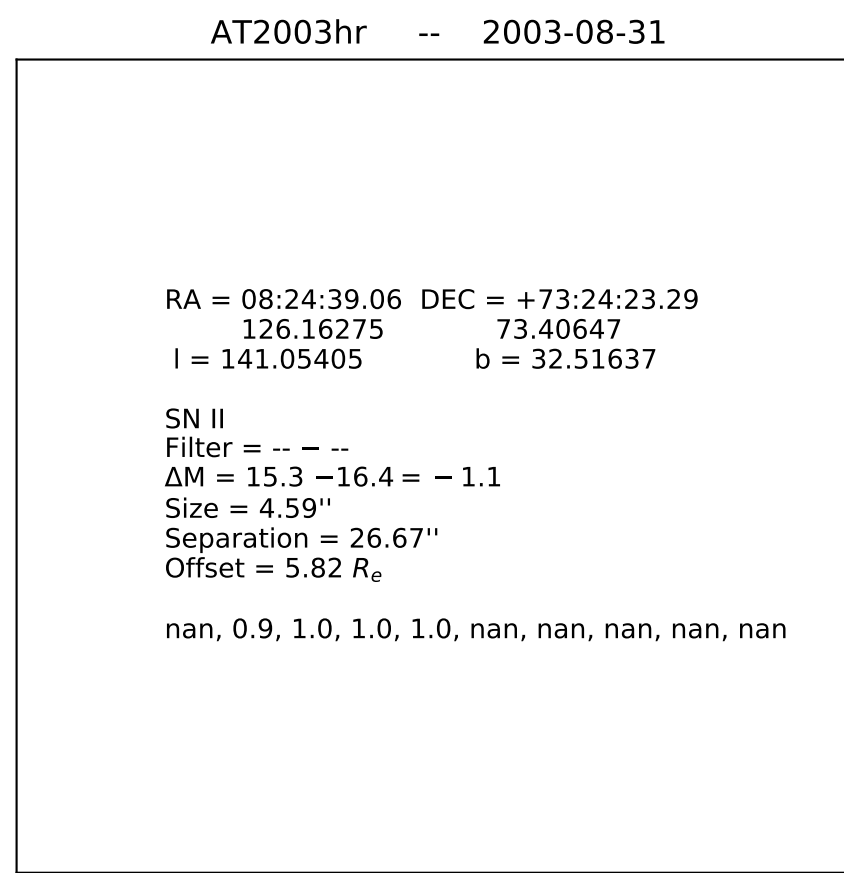 AT2003hr -- 2003-08-31
RA = 08:24:39.06 DEC = +73:24:23.29
126.16275 73.40647
l = 141.05405 b = 32.51637
SN II
Filter = -- − --
ΔM = 15.3 −16.4 = − 1.1
Size = 4.59''
Separation = 26.67''
Offset = 5.82 Re
nan, 0.9, 1.0, 1.0, 1.0, nan, nan, nan, nan, nan